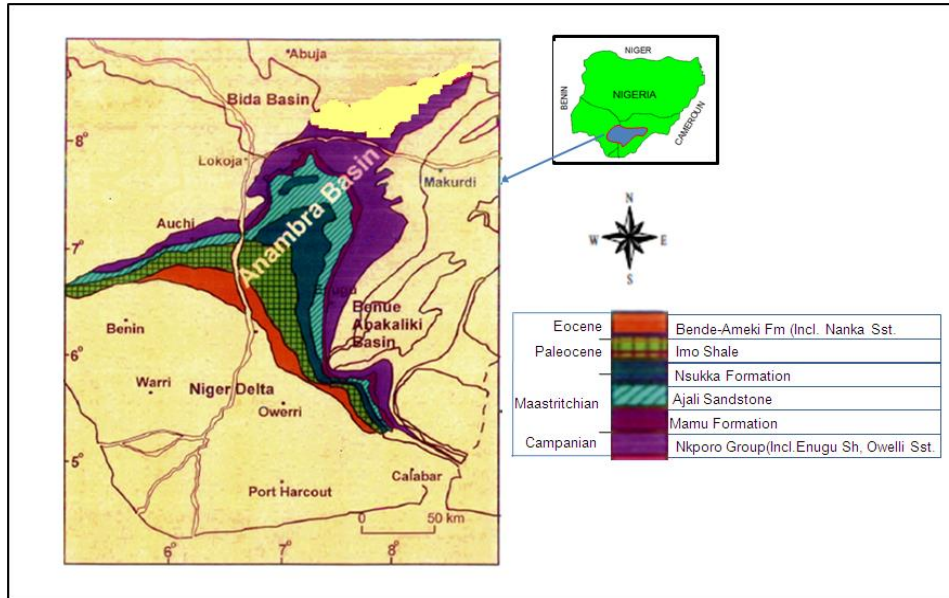 Abuja
Bida Basin
8°
Lokoja
Makurdi
Auchi
Anambra Basin
7°
Benue
Abakaliki
Basin
Benin
6°
Warri
Niger Delta
Owerri
5°
Calabar
Port Harcout
0 50 km
6° 7° 8°
NIGER
BENIN
NIGERIA
CAMEROUN
N
W E
S
Eocene Bende-Ameki Fm (Incl. Nanka Sst.
Paleocene Imo Shale
Nsukka Formation
Maastritchian Ajali Sandstone
Mamu Formation
Campanian Nkporo Group(Incl.Enugu Sh, Owelli Sst.